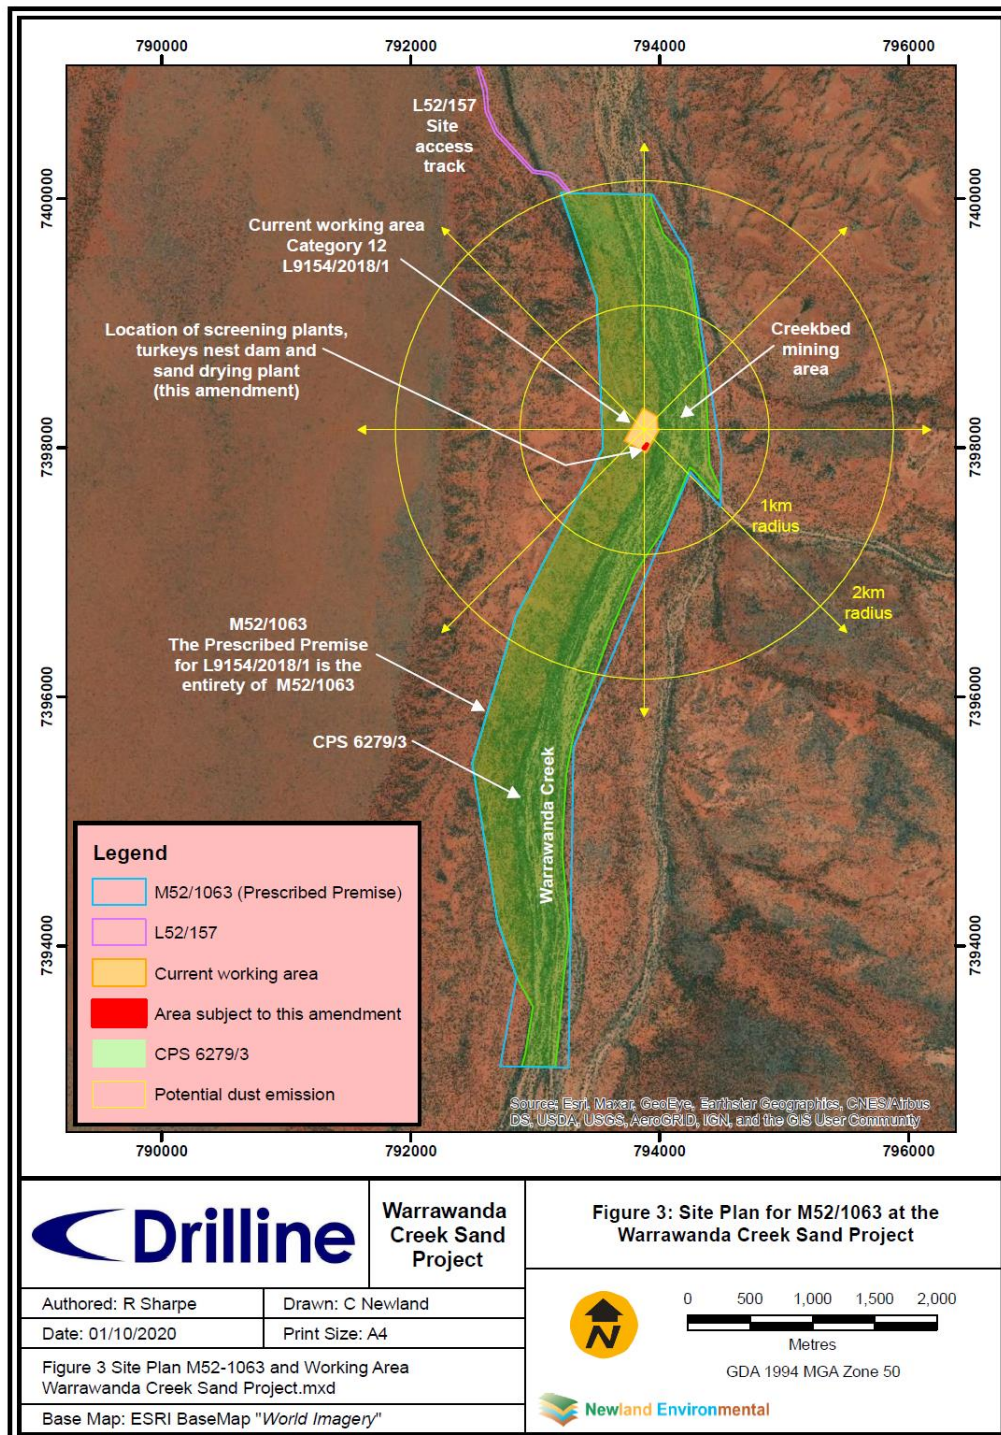 790000
792000
794000
796000
L52/157
Site
access
track
7400000
7400000
Current working area
Category 12
L9154/2018/1
Location of screening plants,
turkeys nest dam and
sand drying plant
(this amendment)
Creekbed
mining
area
7398000
7398000
1km
radius
2km
radius
M52/1063
The Prescribed Premise
for L9154/2018/1 is the
entirety of M52/1063
7396000
7396000
CPS 6279/3
Warrawanda Creek
Legend
M52/1063 (Prescribed Premise)
L52/157
Current working area
Area subject to this amendment
CPS 6279/3
Potential dust emission
7394000
7394000
Source: Esri, Maxar, GeoEye, Earthstar Geographics, CNES/Airbus
DS, USDA, USGS, AeroGRID, IGN, and the GIS User Community
790000
792000
794000
796000
Drilline
Warrawanda
Creek Sand
Project
Figure 3: Site Plan for M52/1063 at the
Warrawanda Creek Sand Project
Authored: R Sharpe
Drawn: C Newland
Date: 01/10/2020
Print Size: A4
Figure 3 Site Plan M52-1063 and Working Area
Warrawanda Creek Sand Project.mxd
Base Map: ESRI BaseMap "World Imagery"
N
0 500 1,000 1,500 2,000
Metres
GDA 1994 MGA Zone 50
Newland Environmental